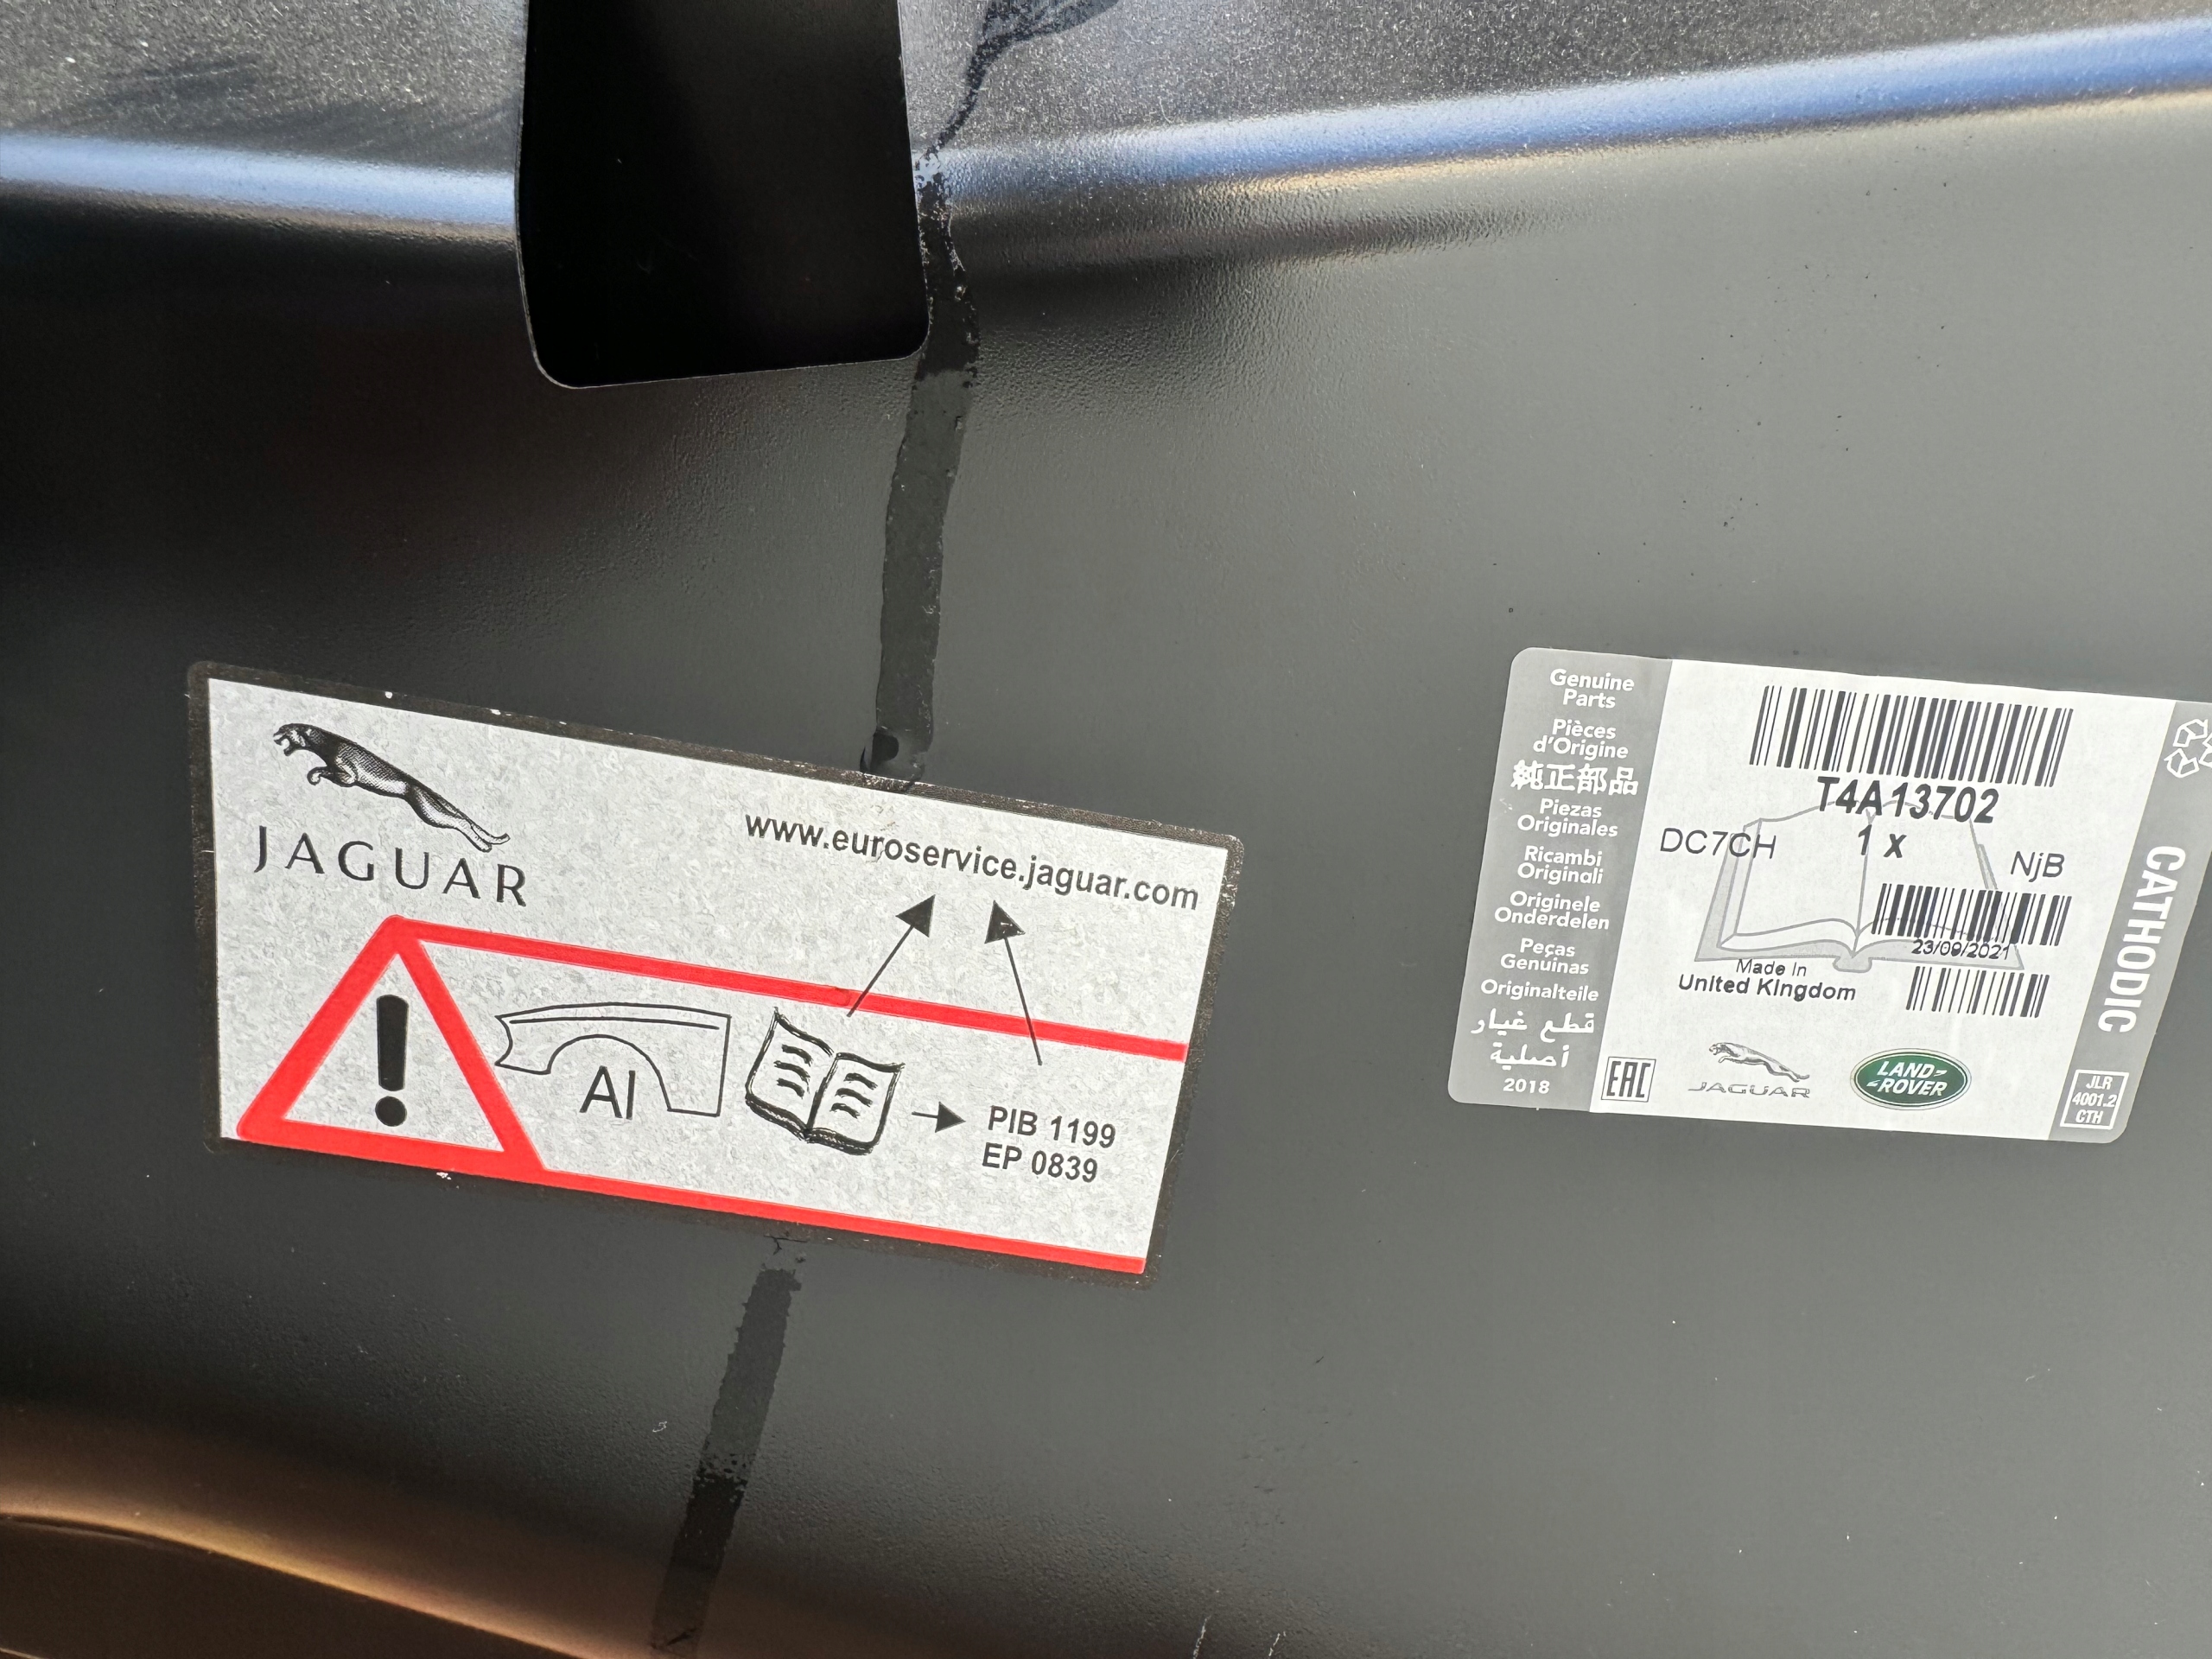 JAGUAR
www.euroservice.jaguar.com
Al
PIB 1199
EP 0839
Genuine
Parts
Pièces
d'Origine
純正部品
Piezas
Originales
Ricambi
Originali
Originele
Onderdelen
Peças
Genuinas
Originalteile
قطع غيار
أصلية
2018
T4A13702
DC7CH
1 x
NjB
23/09/2021
Made In
United Kingdom
EAC
JAGUAR
LAND-
-ROVER
CATHODIC
JLR
4001.2
CTH